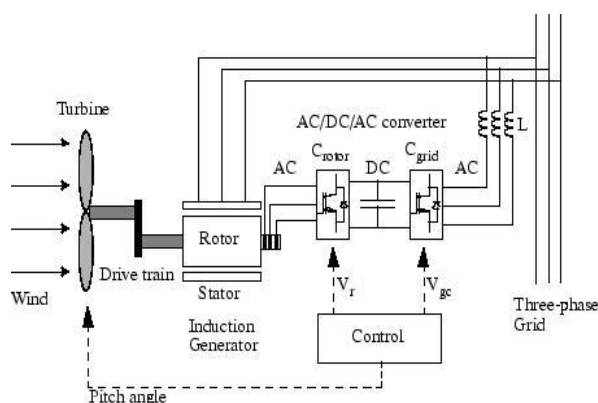 Turbine
AC/DC/AC converter
L
C rotor
C grid
AC
DC
AC
Rotor
Drive train
Wind
Stator
V r
V gc
Induction
Generator
Control
Three-phase
Grid
Pitch angle